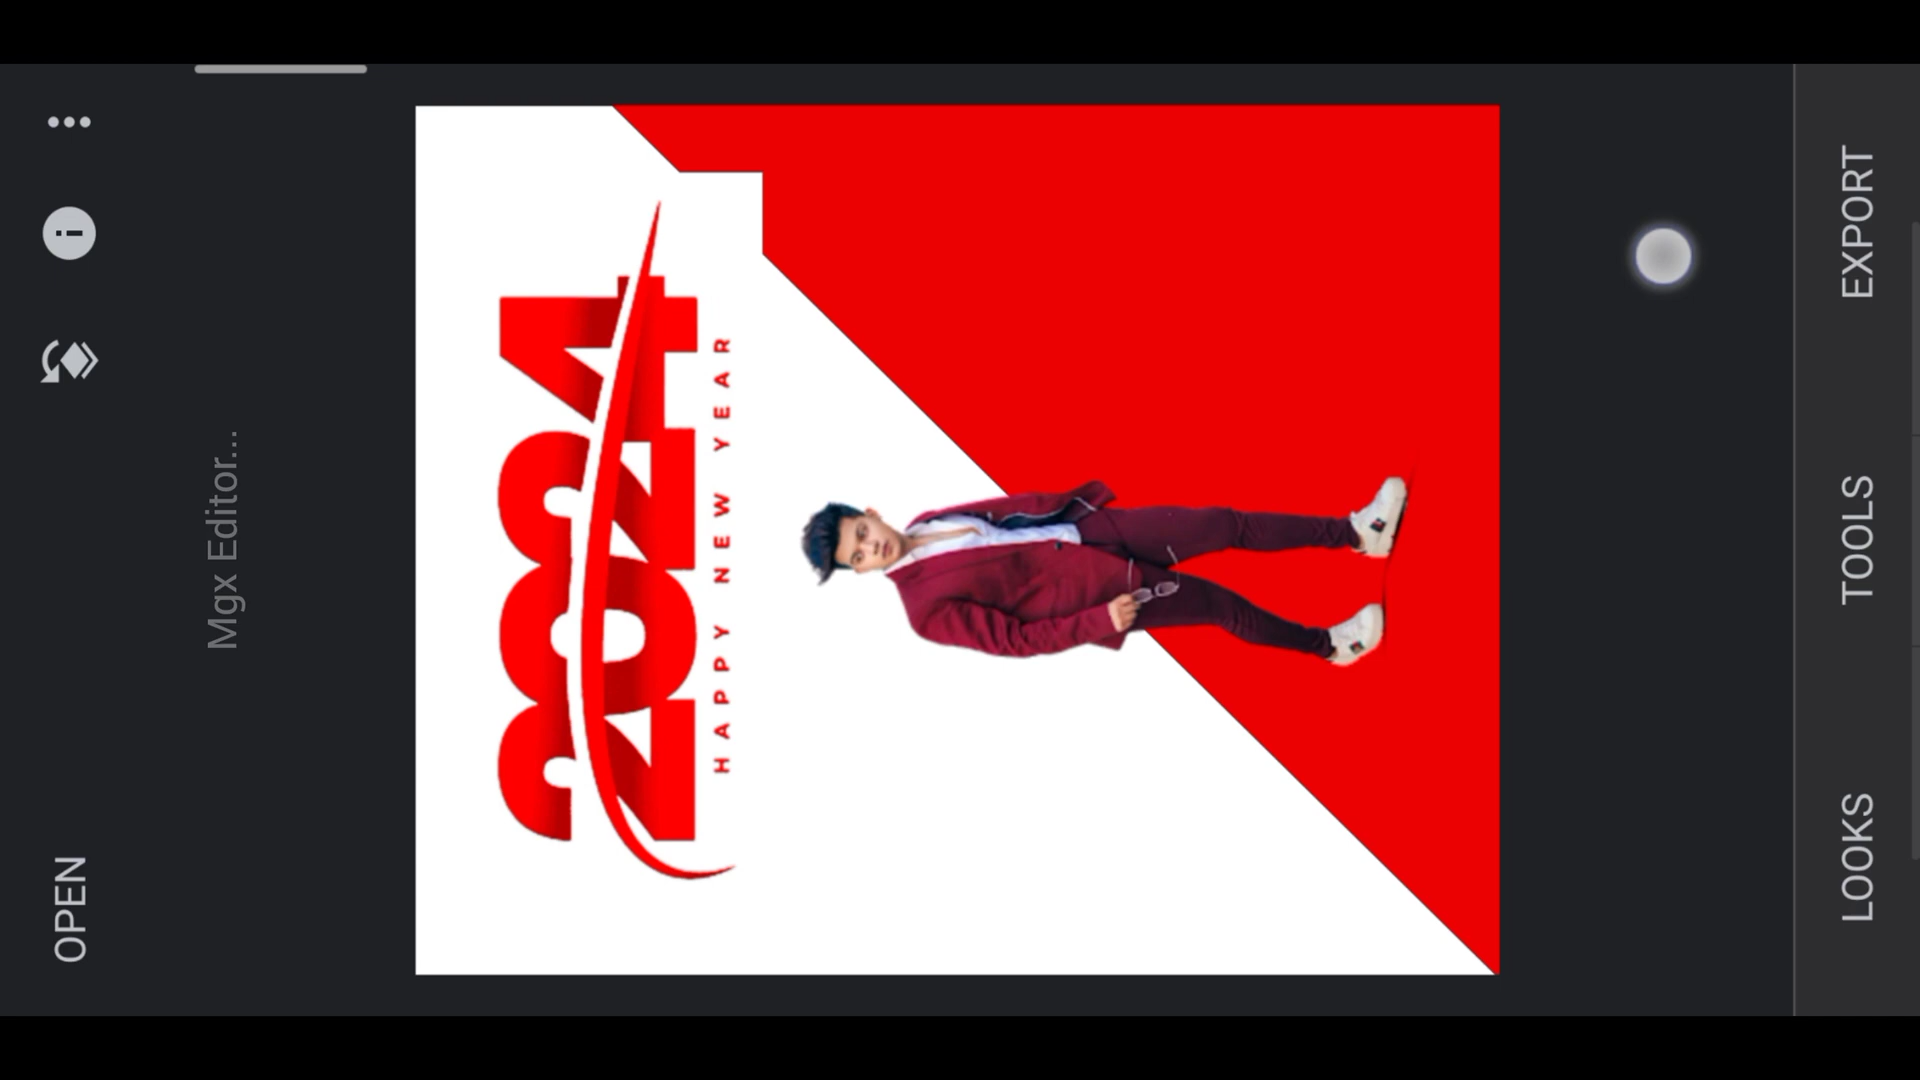 OPEN
Mgx Editor...
2024
HAPPY NEW YEAR
LOOKS
TOOLS
EXPORT